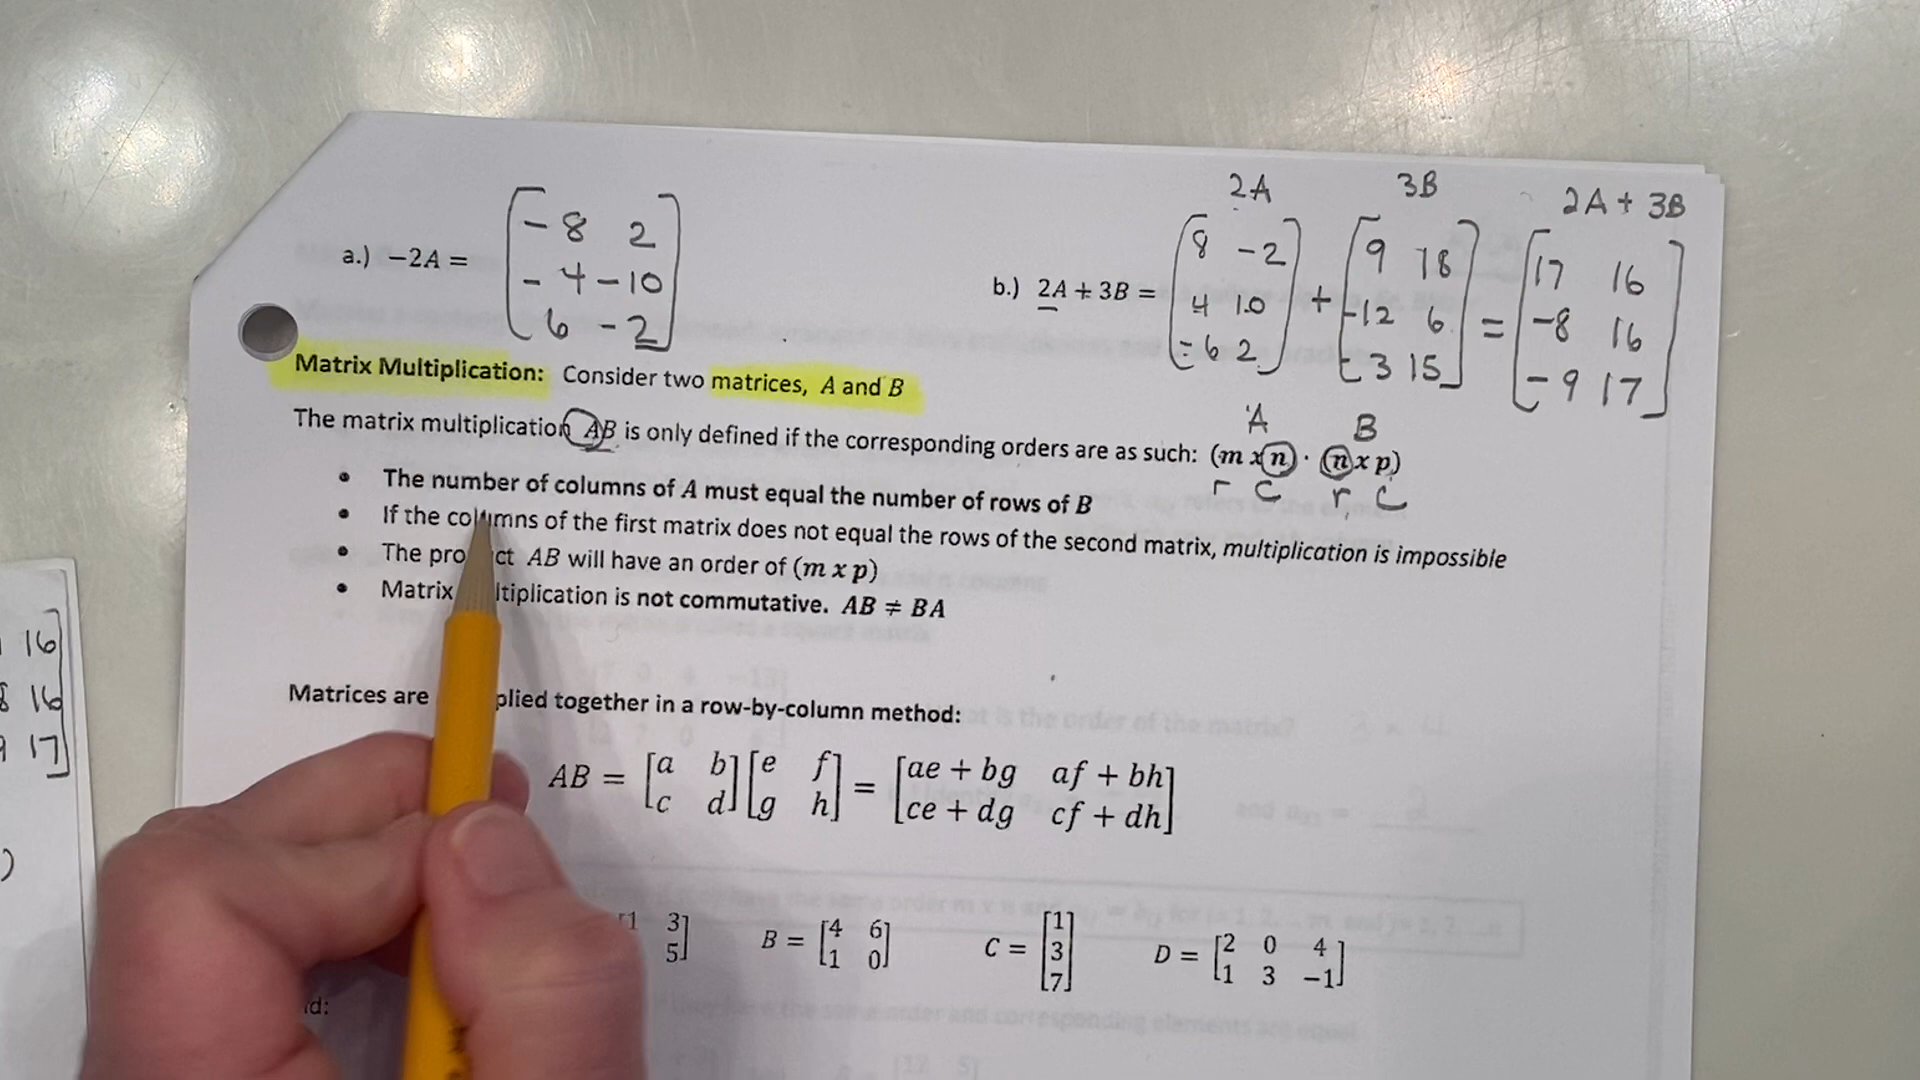 2A 3B 2A + 3B
a.) −2A = [ -8 2
-4 -10
6 -2 ]
b.) 2A + 3B = [ 8 -2
4 10
-6 2 ] + [ 9 18
-12 6
-3 15 ] = [ 17 16
-8 16
-9 17 ]
Matrix Multiplication: Consider two matrices, A and B
A B
The matrix multiplication AB is only defined if the corresponding orders are as such: (m x n) · (n x p)
r c r, c
• The number of columns of A must equal the number of rows of B
• If the columns of the first matrix does not equal the rows of the second matrix, multiplication is impossible
• The AB will have an order of (m x p)
• Matrix is not commutative. AB ≠ BA
16
16
17
Matrices are together in a row-by-column method:
AB = [a b
c d] [e f
g h] = [ae + bg af + bh
ce + dg cf + dh]
[1 3
5]
B = [4 6
1 0]
C = [1
3
7]
D = [2 0 4
1 3 −1]